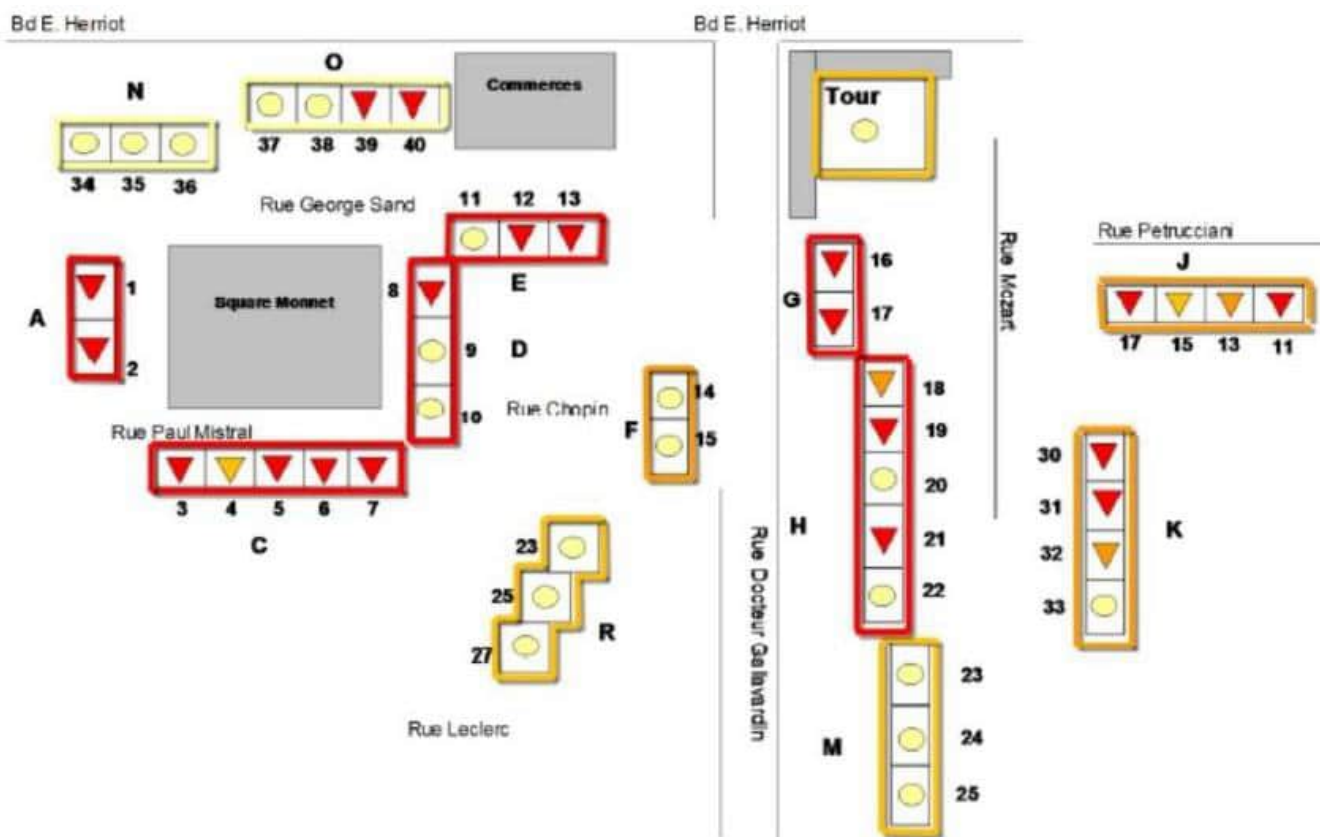 Bd E. Herriot
Bd E. Herriot
O
N
Commerces
Tour
37 38 39 40
34 35 36
Rue George Sand
11 12 13
Rue Petrucciani
J
A
1
2
Square Monnet
8
E
9
D
10
G
16
17
Rue Mozart
17 15 13 11
Rue Chopin
F
14
15
18
19
20
21
22
H
30
31
32
33
K
Rue Paul Mistral
3 4 5 6 7
C
23
25
27
R
Rue Docteur Gallavardin
Rue Leclerc
M
23
24
25